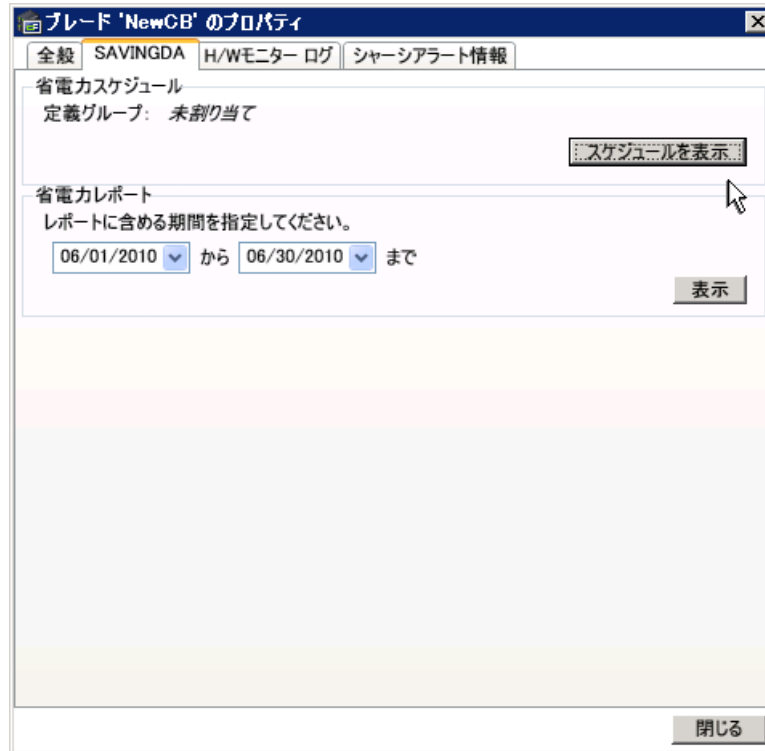 ブレード 'NewCB' のプロパティ
全般 SAVINGDA H/Wモニター ログ シャーシアラート情報
省電力スケジュール
定義グループ: 未割り当て
スケジュールを表示
省電力レポート
レポートに含める期間を指定してください。
06/01/2010 から 06/30/2010 まで
表示
閉じる